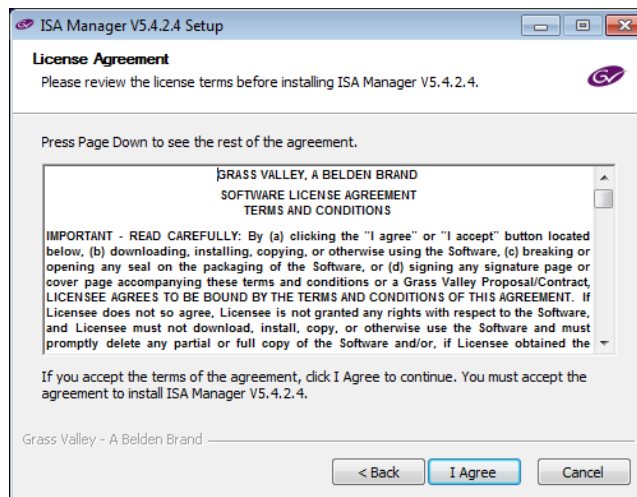 ISA Manager V5.4.2.4 Setup
License Agreement
Please review the license terms before installing ISA Manager V5.4.2.4.
GV
Press Page Down to see the rest of the agreement.
GRASS VALLEY, A BELDEN BRAND
SOFTWARE LICENSE AGREEMENT
TERMS AND CONDITIONS
IMPORTANT - READ CAREFULLY: By (a) clicking the "I agree" or "I accept" button located
below, (b) downloading, installing, copying, or otherwise using the Software, (c) breaking or
opening any seal on the packaging of the Software, or (d) signing any signature page or
cover page accompanying these terms and conditions or a Grass Valley Proposal/Contract,
LICENSEE AGREES TO BE BOUND BY THE TERMS AND CONDITIONS OF THIS AGREEMENT. If
Licensee does not so agree, Licensee is not granted any rights with respect to the Software,
and Licensee must not download, install, copy, or otherwise use the Software and must
promptly delete any partial or full copy of the Software and/or, if Licensee obtained the
If you accept the terms of the agreement, click I Agree to continue. You must accept the
agreement to install ISA Manager V5.4.2.4.
Grass Valley - A Belden Brand
< Back
I Agree
Cancel